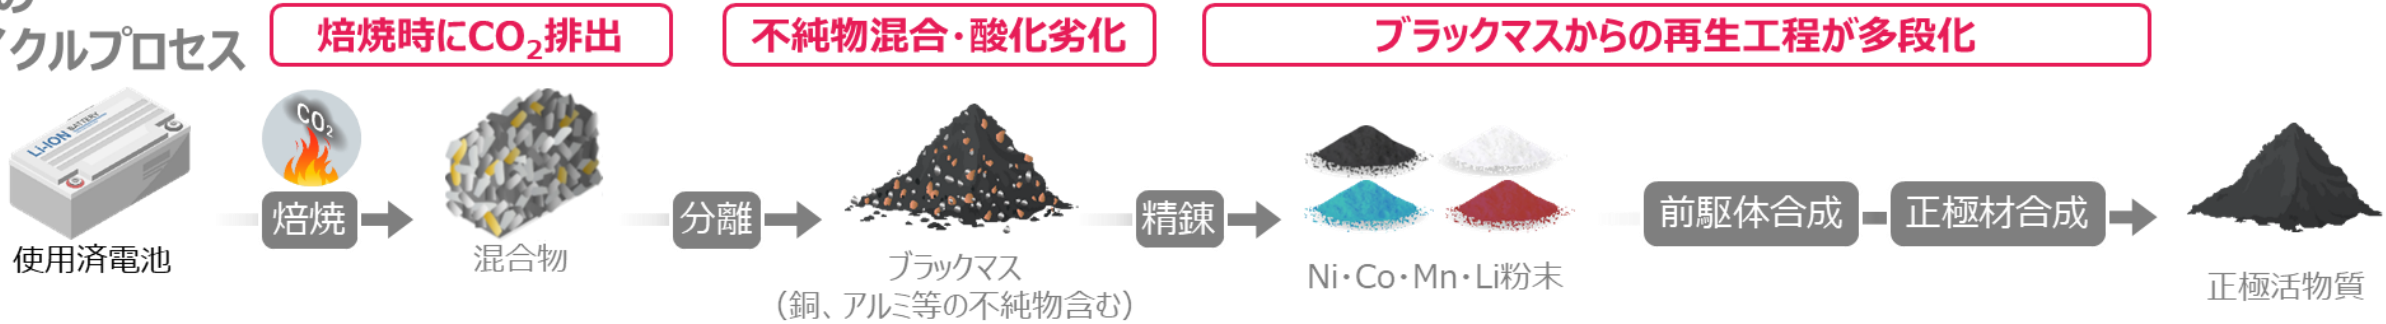 の
イクルプロセス
焙焼時にCO₂排出
不純物混合・酸化劣化
ブラックマスからの再生工程が多段化
Li-ION BATTERY
CO₂
焙焼
分離
精錬
前駆体合成
正極材合成
使用済電池
混合物
ブラックマス
（銅、アルミ等の不純物含む）
Ni・Co・Mn・Li粉末
正極活物質